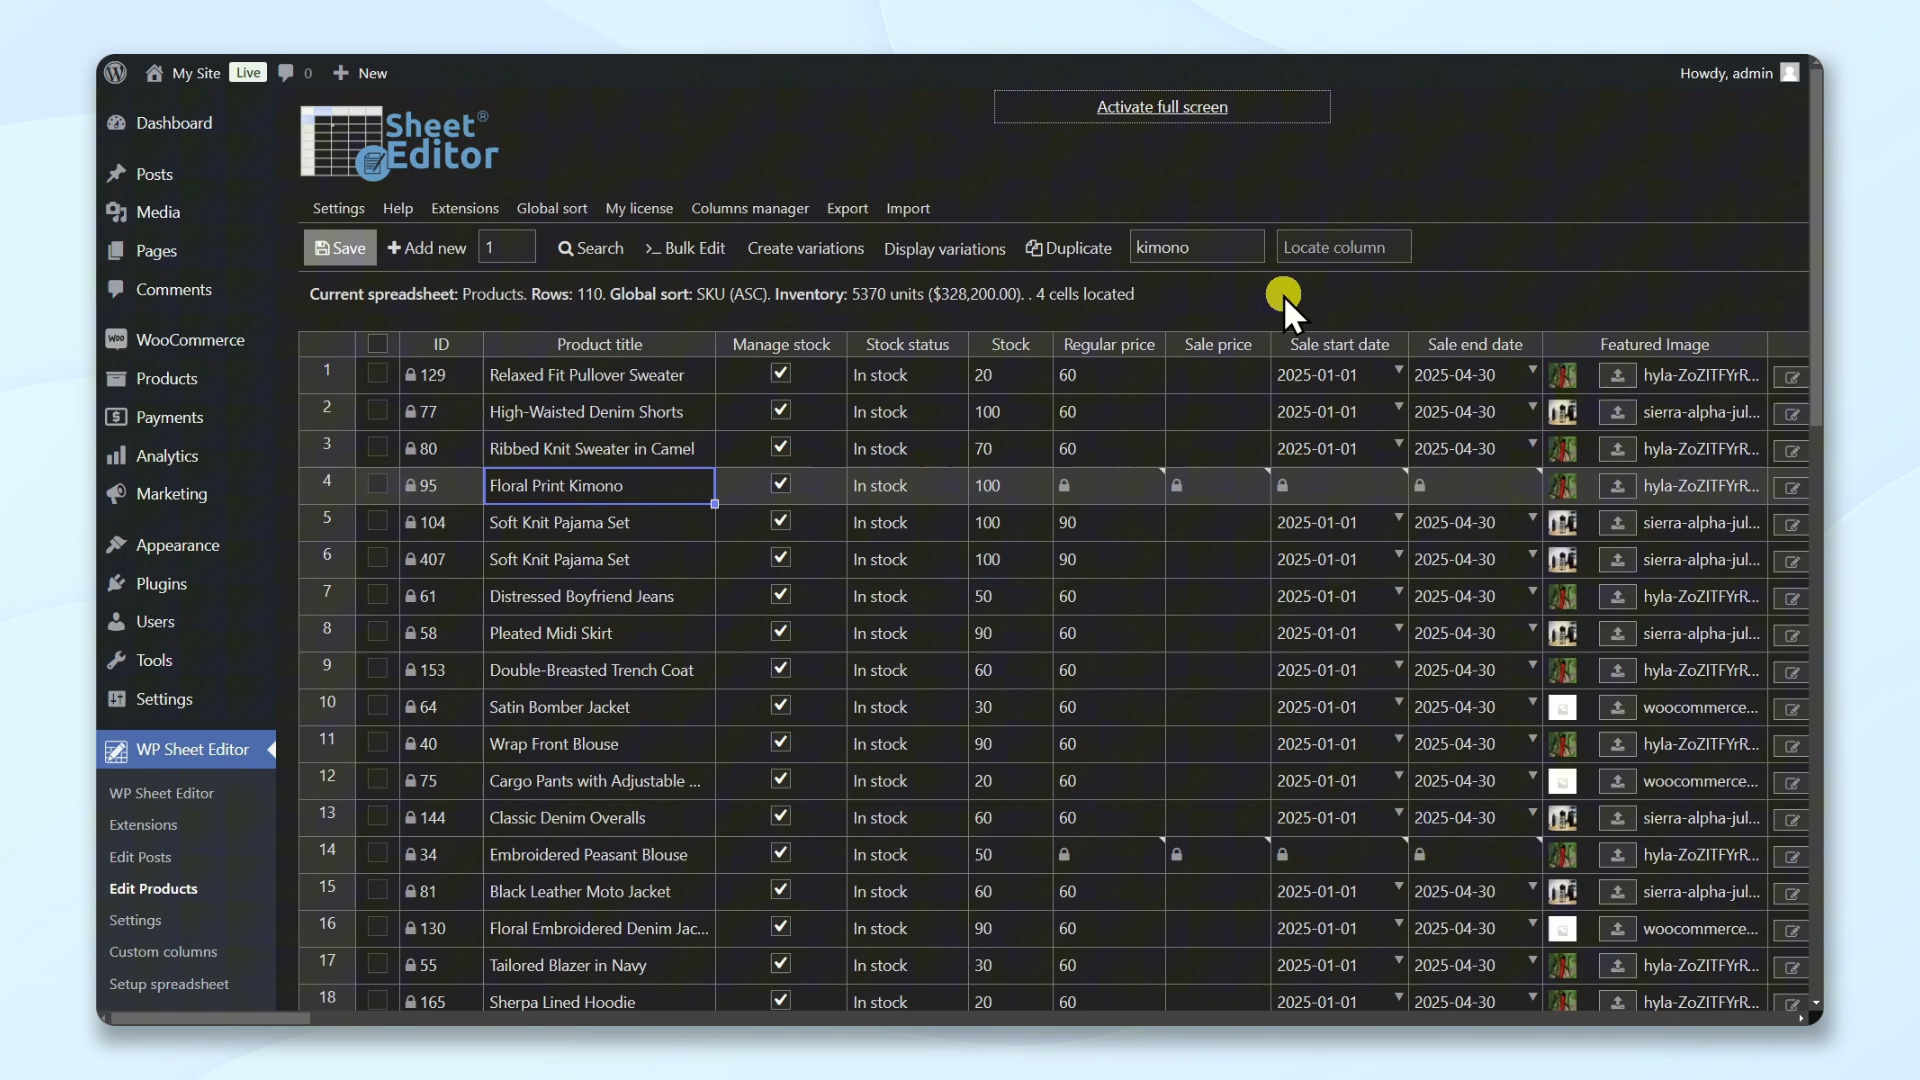 My Site Live 0 New Howdy, admin
Activate full screen
Sheet®
Editor
Dashboard
Posts
Media
Pages
Comments
WooCommerce
Products
Payments
Analytics
Marketing
Appearance
Plugins
Users
Tools
Settings
WP Sheet Editor
WP Sheet Editor
Extensions
Edit Posts
Edit Products
Settings
Custom columns
Setup spreadsheet
Settings Help Extensions Global sort My license Columns manager Export Import
Save Add new 1 Search Bulk Edit Create variations Display variations Duplicate kimono Locate column
Current spreadsheet: Products. Rows: 110. Global sort: SKU (ASC). Inventory: 5370 units ($328,200.00). . 4 cells located
ID Product title Manage stock Stock status Stock Regular price Sale price Sale start date Sale end date Featured Image
1 129 Relaxed Fit Pullover Sweater In stock 20 60 2025-01-01 2025-04-30 hyla-ZoZITFYrR...
2 77 High-Waisted Denim Shorts In stock 100 60 2025-01-01 2025-04-30 sierra-alpha-jul...
3 80 Ribbed Knit Sweater in Camel In stock 70 60 2025-01-01 2025-04-30 hyla-ZoZITFYrR...
4 95 Floral Print Kimono In stock 100 hyla-ZoZITFYrR...
5 104 Soft Knit Pajama Set In stock 100 90 2025-01-01 2025-04-30 sierra-alpha-jul...
6 407 Soft Knit Pajama Set In stock 100 90 2025-01-01 2025-04-30 sierra-alpha-jul...
7 61 Distressed Boyfriend Jeans In stock 50 60 2025-01-01 2025-04-30 hyla-ZoZITFYrR...
8 58 Pleated Midi Skirt In stock 90 60 2025-01-01 2025-04-30 sierra-alpha-jul...
9 153 Double-Breasted Trench Coat In stock 60 60 2025-01-01 2025-04-30 hyla-ZoZITFYrR...
10 64 Satin Bomber Jacket In stock 30 60 2025-01-01 2025-04-30 woocommerce...
11 40 Wrap Front Blouse In stock 90 60 2025-01-01 2025-04-30 hyla-ZoZITFYrR...
12 75 Cargo Pants with Adjustable ... In stock 20 60 2025-01-01 2025-04-30 woocommerce...
13 144 Classic Denim Overalls In stock 60 60 2025-01-01 2025-04-30 sierra-alpha-jul...
14 34 Embroidered Peasant Blouse In stock 50 hyla-ZoZITFYrR...
15 81 Black Leather Moto Jacket In stock 60 60 2025-01-01 2025-04-30 sierra-alpha-jul...
16 130 Floral Embroidered Denim Jac... In stock 90 60 2025-01-01 2025-04-30 woocommerce...
17 55 Tailored Blazer in Navy In stock 30 60 2025-01-01 2025-04-30 hyla-ZoZITFYrR...
18 165 Sherpa Lined Hoodie In stock 20 60 2025-01-01 2025-04-30 hyla-ZoZITFYrR...